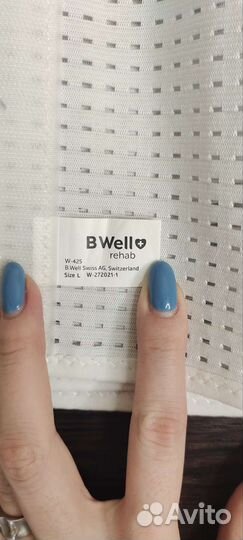 B Well
rehab
W-425
B.Well Swiss AG, Switzerland
Size L W-272021-1
Avito